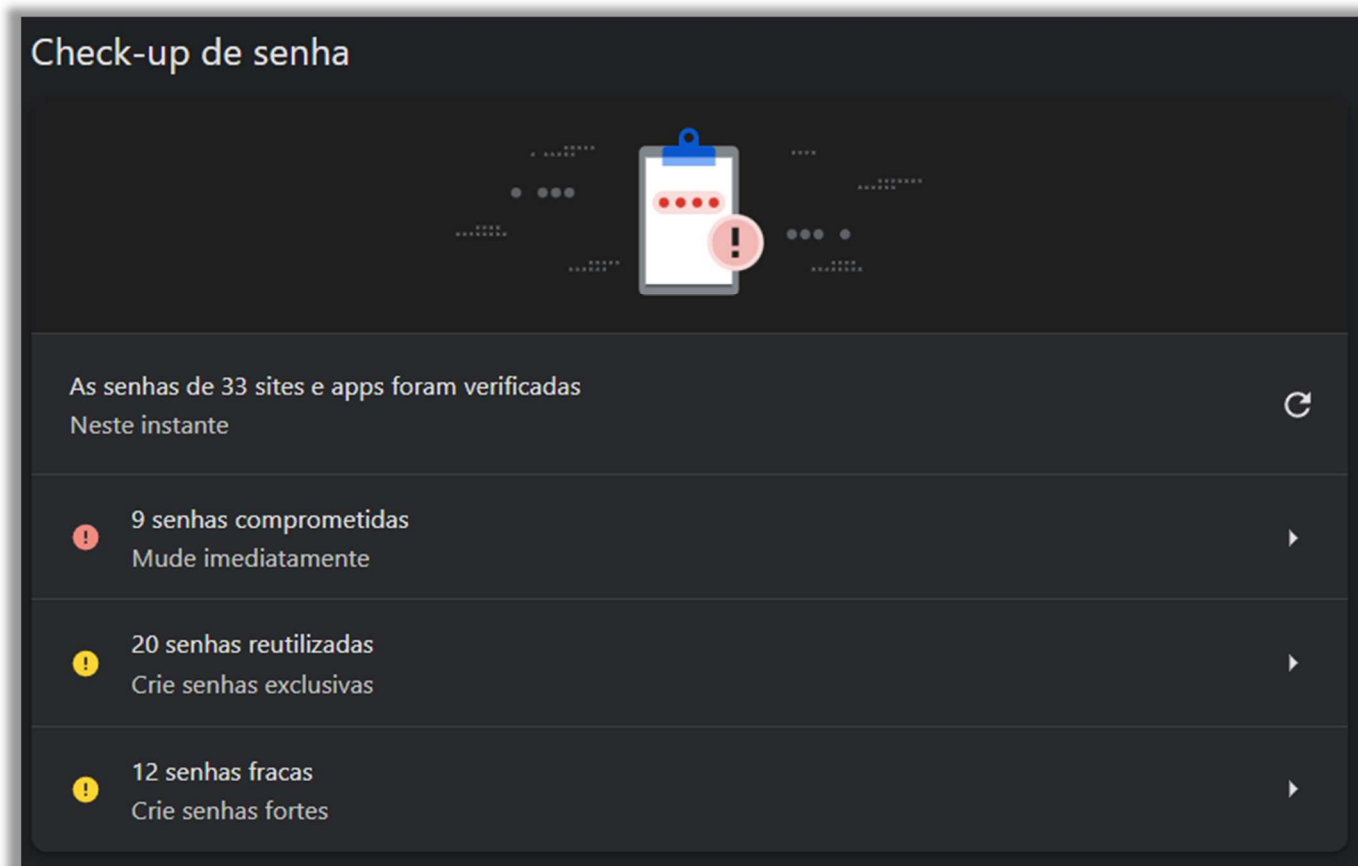 Check-up de senha
As senhas de 33 sites e apps foram verificadas
Neste instante
9 senhas comprometidas
Mude imediatamente
20 senhas reutilizadas
Crie senhas exclusivas
12 senhas fracas
Crie senhas fortes